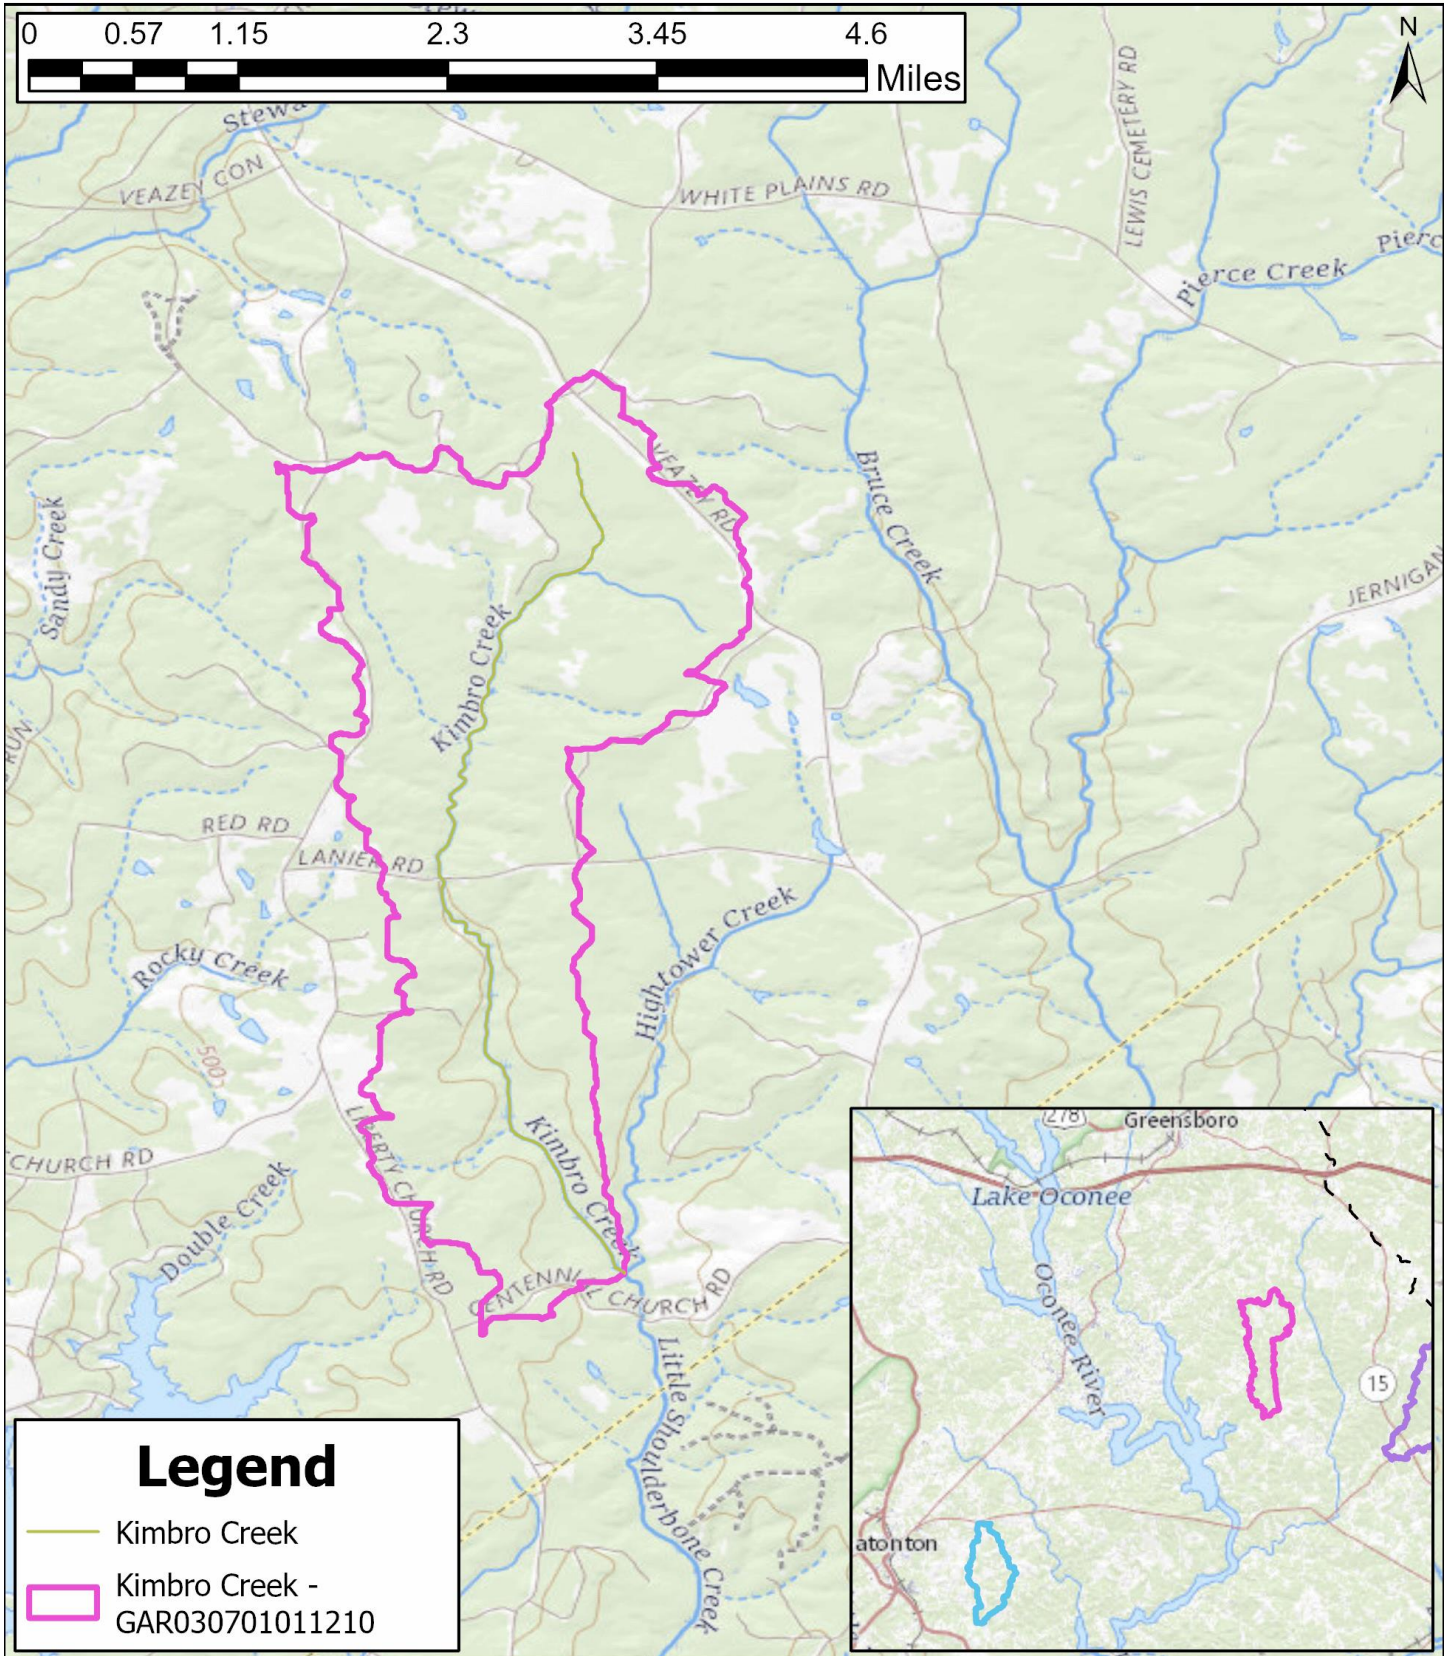 0 0.57 1.15 2.3 3.45 4.6
Miles
N
Stewa
VEAZEY CON
WHITE PLAINS RD
LEWIS CEMETERY RD
Pierce Creek
Pierc
VEAZEY RD
Bruce Creek
Sandy Creek
JERNIGAN
Kimbro Creek
RUN
RED RD
LANIER RD
Hightower Creek
Rocky Creek
500
LIBERTY CHURCH RD
Kimbro Creek
CHURCH RD
Double Creek
CENTENNIAL CHURCH RD
Little Shoulderbone Creek
278
Greensboro
Lake Oconee
Oconee River
15
atonton
Legend
Kimbro Creek
Kimbro Creek -
GAR030701011210